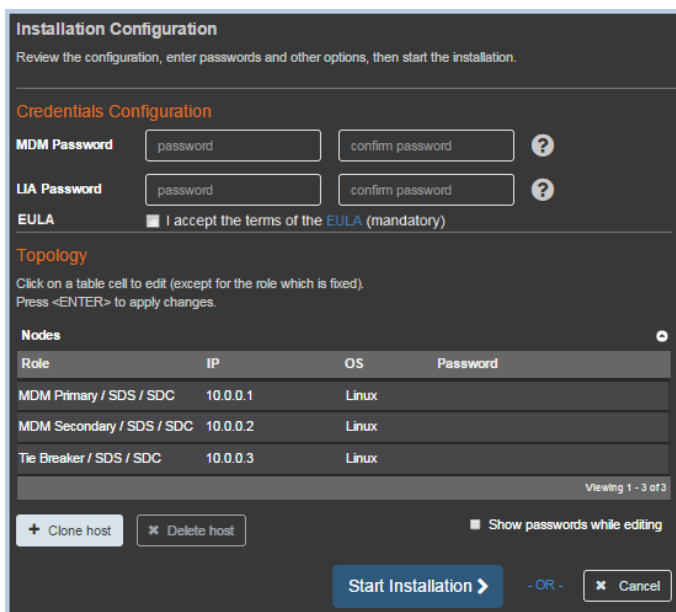 Installation Configuration
Review the configuration, enter passwords and other options, then start the installation.
Credentials Configuration
MDM Password password confirm password ?
LIA Password password confirm password ?
EULA I accept the terms of the EULA (mandatory)
Topology
Click on a table cell to edit (except for the role which is fixed).
Press <ENTER> to apply changes.
Nodes
Role IP OS Password
MDM Primary / SDS / SDC 10.0.0.1 Linux
MDM Secondary / SDS / SDC 10.0.0.2 Linux
Tie Breaker / SDS / SDC 10.0.0.3 Linux
Viewing 1 - 3 of 3
+ Clone host ✖ Delete host Show passwords while editing
Start Installation ❯ - OR - ✖ Cancel